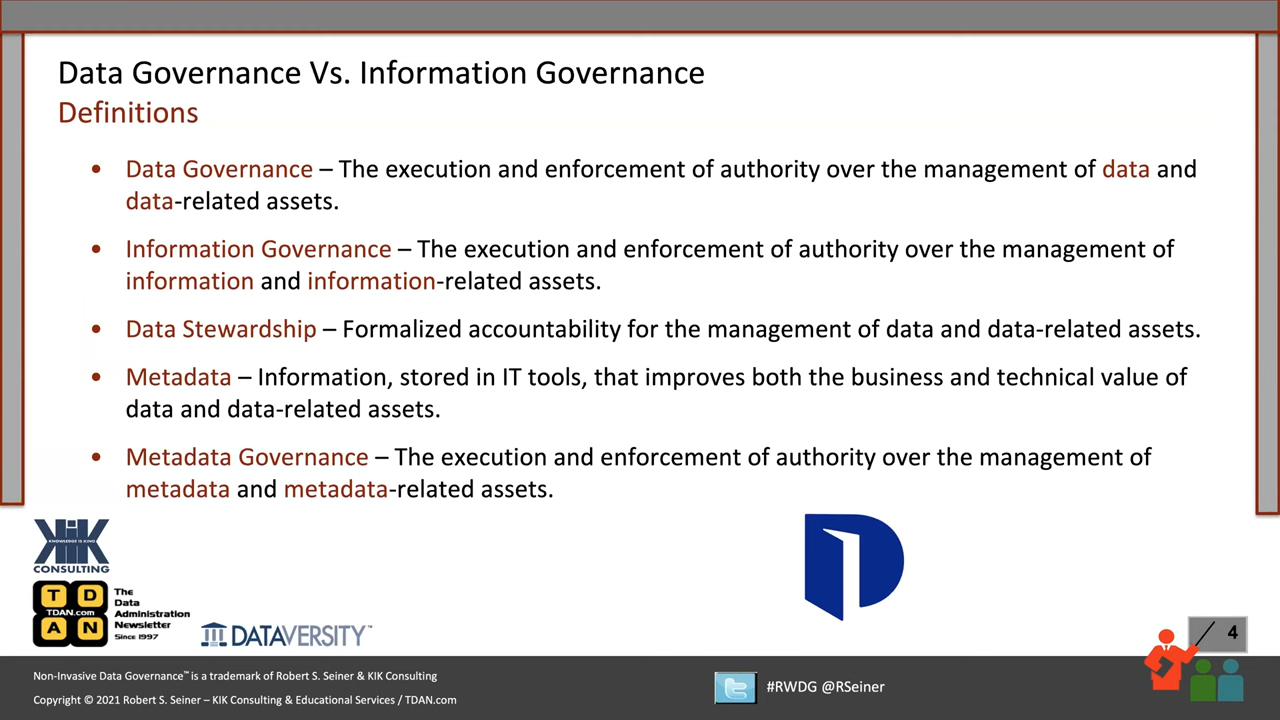 Data Governance Vs. Information Governance
Definitions
• Data Governance – The execution and enforcement of authority over the management of data and
data-related assets.
• Information Governance – The execution and enforcement of authority over the management of
information and information-related assets.
• Data Stewardship – Formalized accountability for the management of data and data-related assets.
• Metadata – Information, stored in IT tools, that improves both the business and technical value of
data and data-related assets.
• Metadata Governance – The execution and enforcement of authority over the management of
metadata and metadata-related assets.
KIK
KNOWLEDGE IS KING
CONSULTING
T D
TDAN.com
A N
The
Data
Administration
Newsletter
Since 1997
DATAVERSITY™
D
4
Non-Invasive Data Governance™ is a trademark of Robert S. Seiner & KIK Consulting
Copyright © 2021 Robert S. Seiner – KIK Consulting & Educational Services / TDAN.com
#RWDG @RSeiner